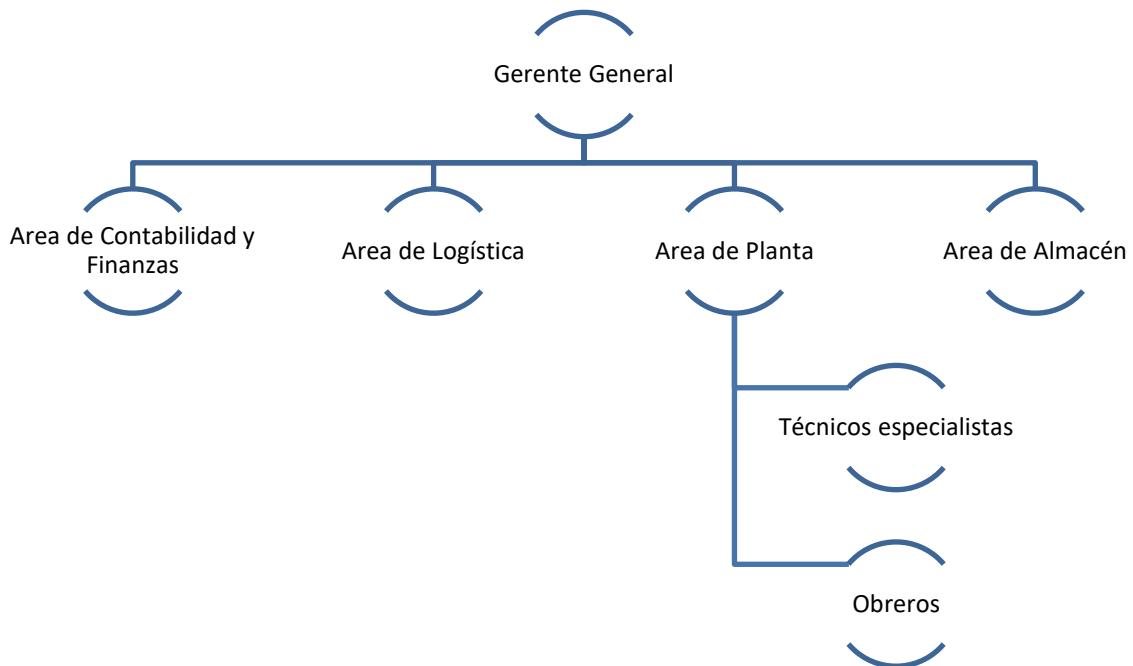 Gerente General
Area de Contabilidad y
Finanzas
Area de Logística
Area de Planta
Area de Almacén
Técnicos especialistas
Obreros